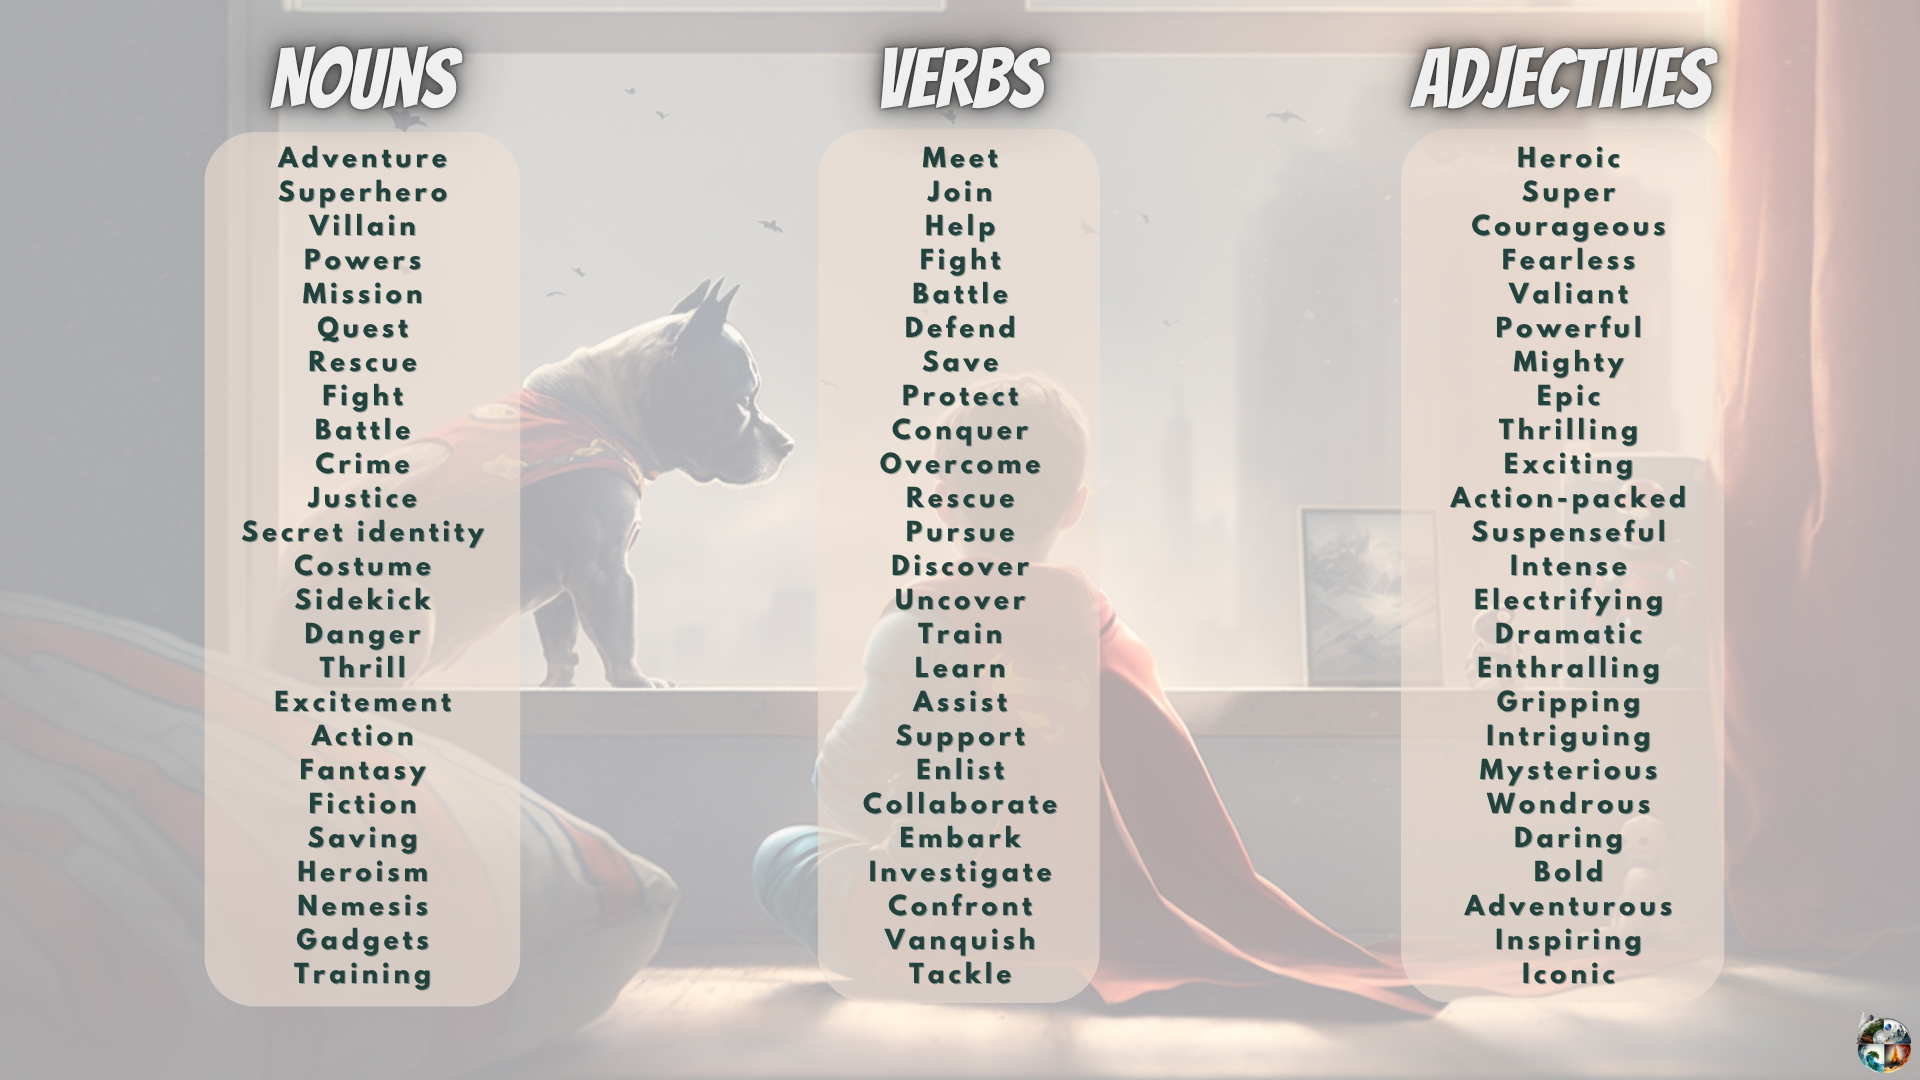 NOUNS
Adventure
Superhero
Villain
Powers
Mission
Quest
Rescue
Fight
Battle
Crime
Justice
Secret identity
Costume
Sidekick
Danger
Thrill
Excitement
Action
Fantasy
Fiction
Saving
Heroism
Nemesis
Gadgets
Training
VERBS
Meet
Join
Help
Fight
Battle
Defend
Save
Protect
Conquer
Overcome
Rescue
Pursue
Discover
Uncover
Train
Learn
Assist
Support
Enlist
Collaborate
Embark
Investigate
Confront
Vanquish
Tackle
ADJECTIVES
Heroic
Super
Courageous
Fearless
Valiant
Powerful
Mighty
Epic
Thrilling
Exciting
Action-packed
Suspenseful
Intense
Electrifying
Dramatic
Enthralling
Gripping
Intriguing
Mysterious
Wondrous
Daring
Bold
Adventurous
Inspiring
Iconic